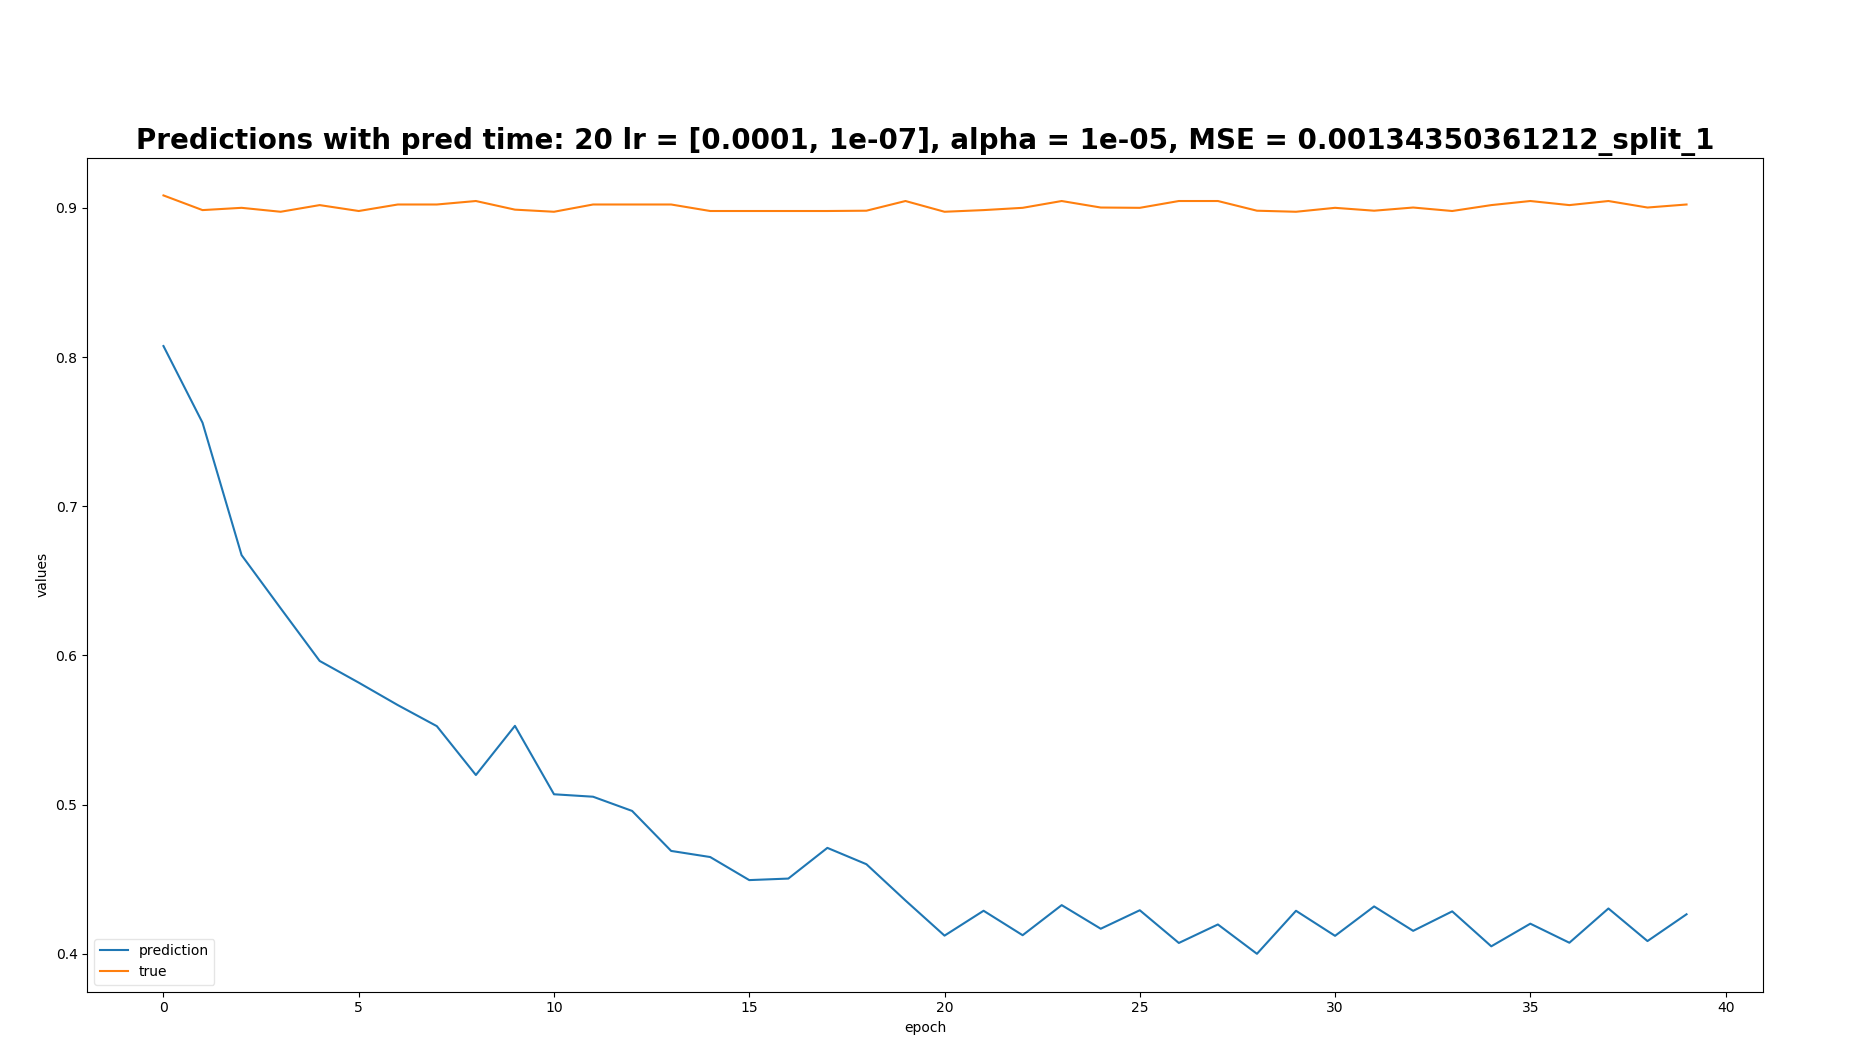 Predictions with pred time: 20 lr = [0.0001, 1e-07], alpha = 1e-05, MSE = 0.00134350361212_split_1
0.9
0.8
0.7
0.6
0.5
0.4
values
prediction
true
0 5 10 15 20 25 30 35 40
epoch